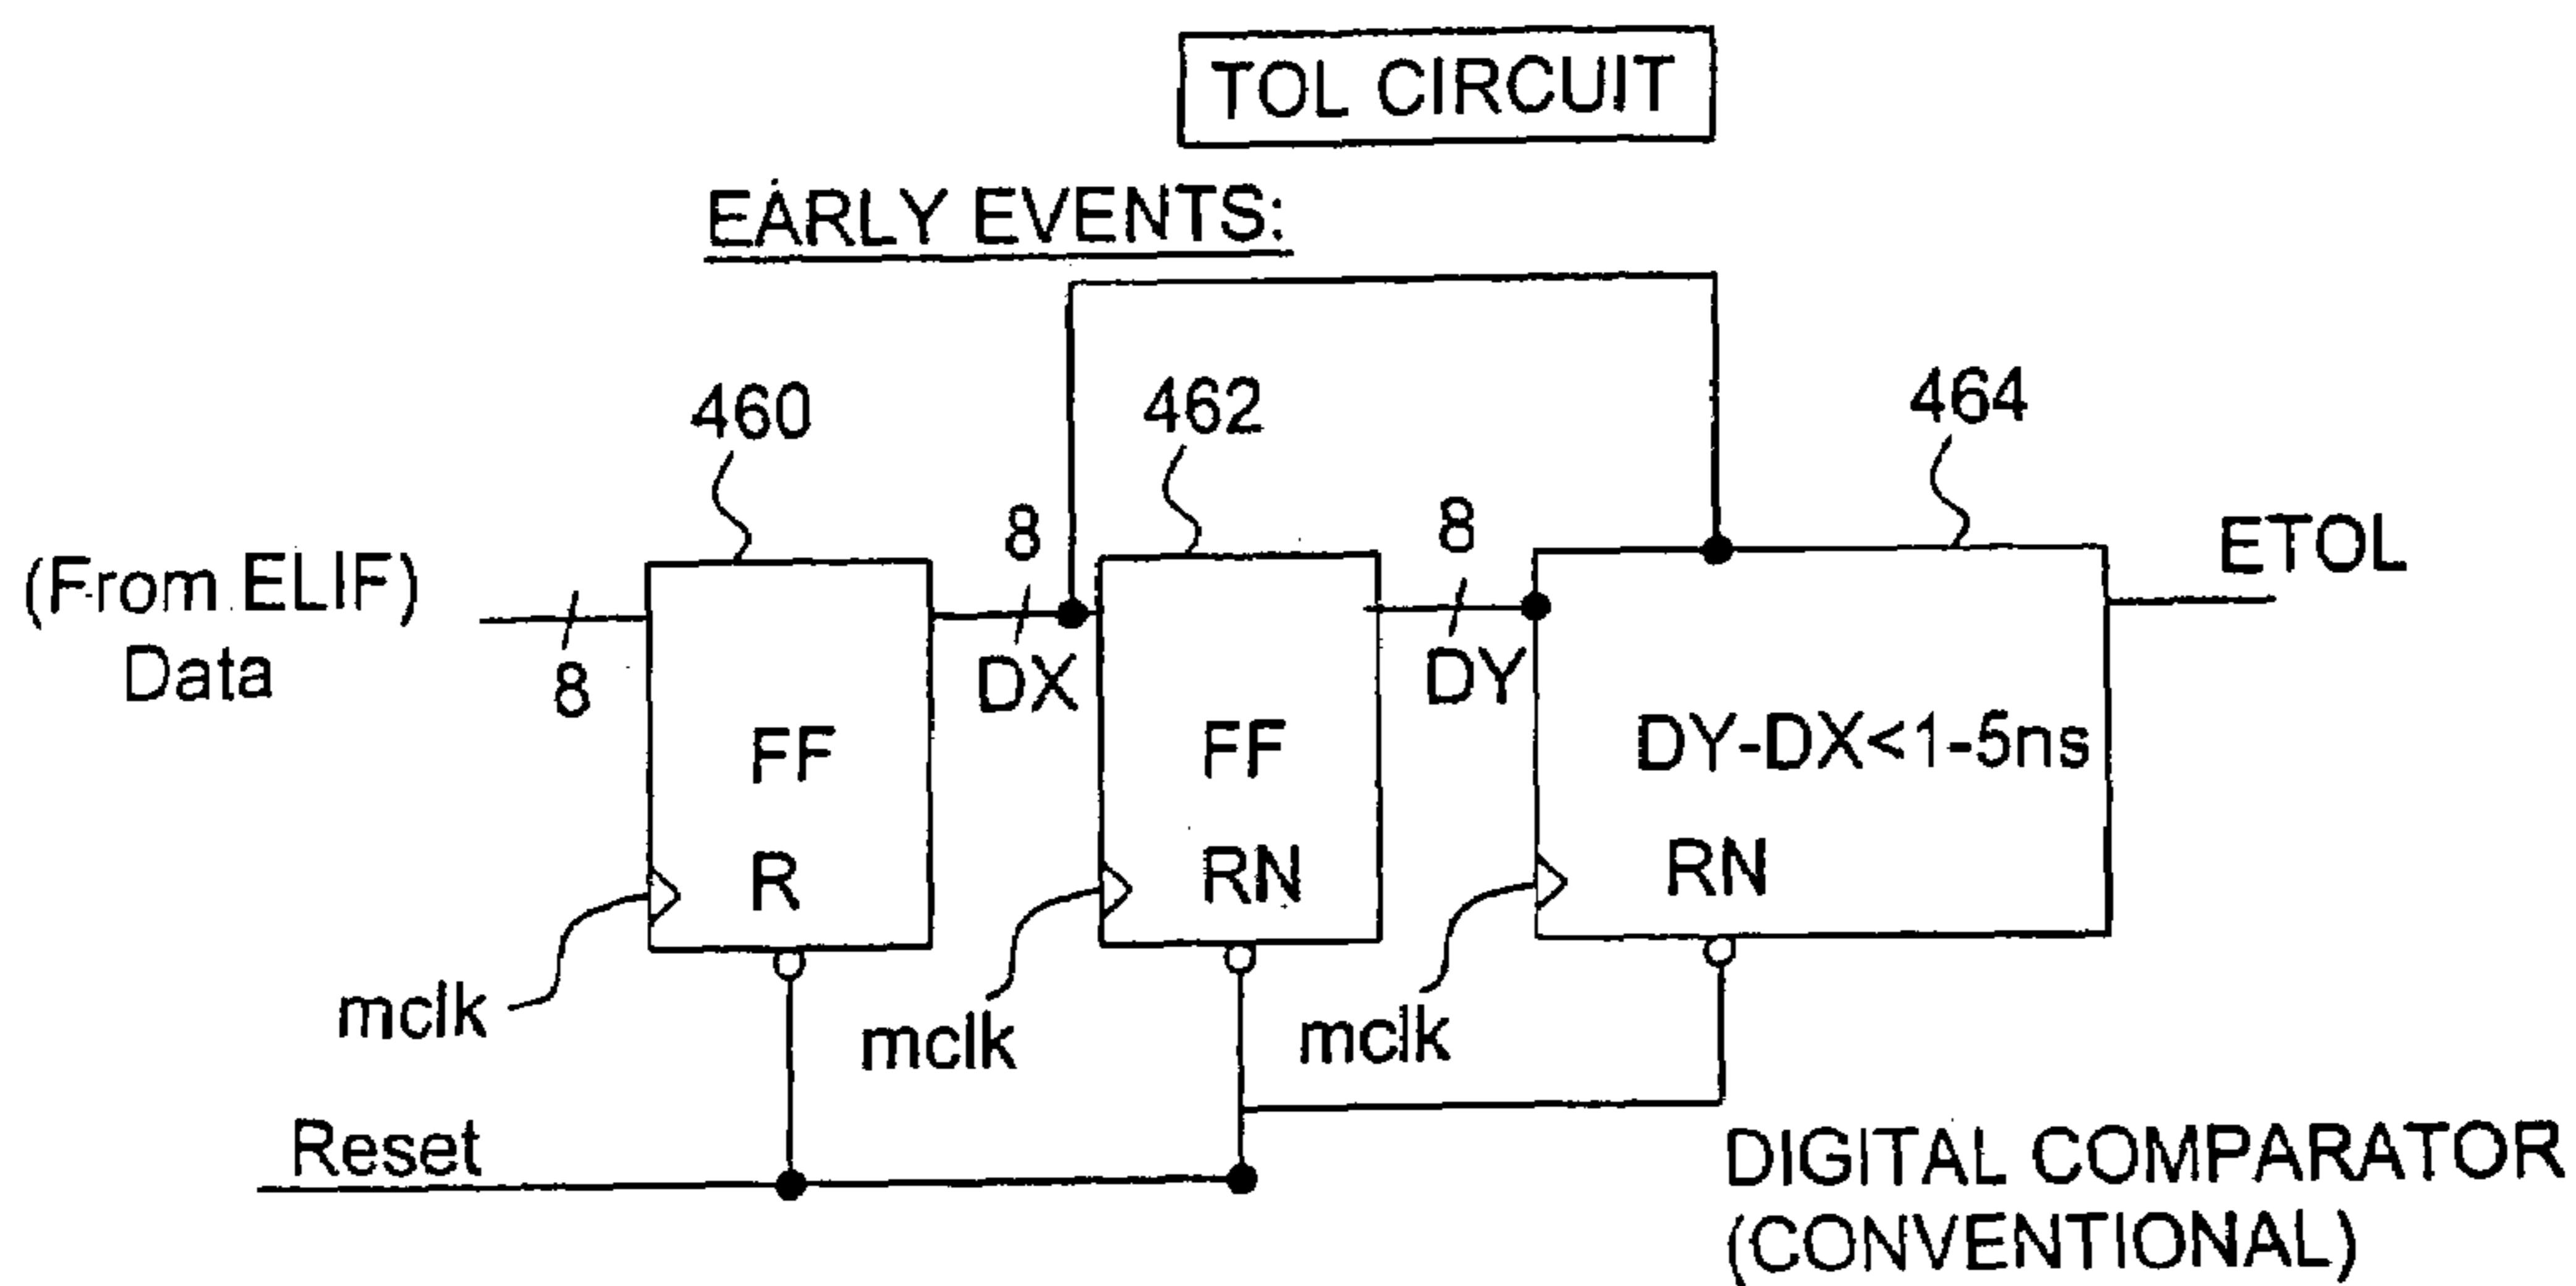 TOL CIRCUIT
EARLY EVENTS:
460
462
464
(From ELIF)
Data
8
8
DX
8
DY
ETOL
FF
R
FF
RN
DY-DX<1-5ns
RN
mclk
mclk
mclk
Reset
DIGITAL COMPARATOR
(CONVENTIONAL)